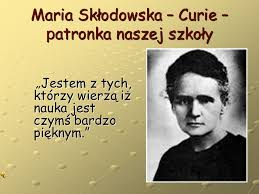 Maria Skłodowska – Curie –
patronka naszej szkoły
„Jestem z tych,
którzy wierzą iż
nauka jest
czymś bardzo
pięknym.”